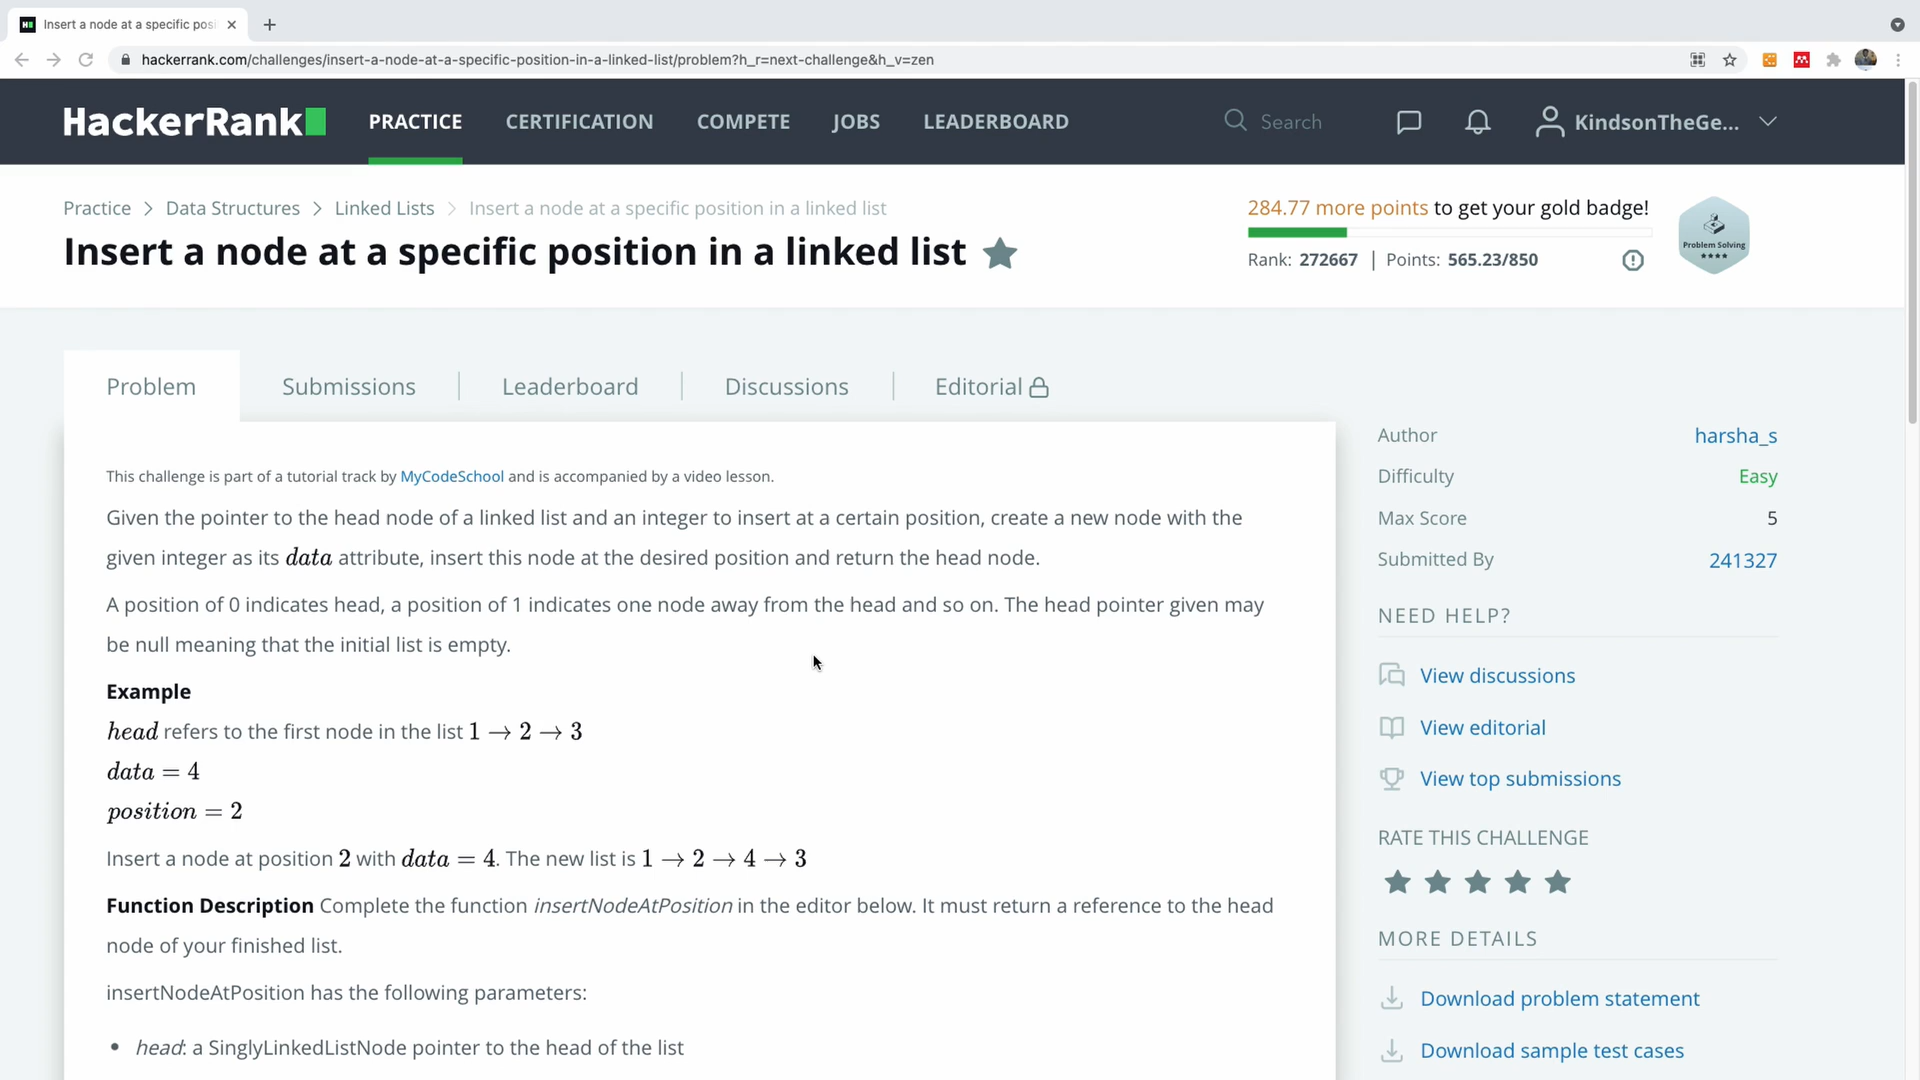 Insert a node at a specific posi
hackerrank.com/challenges/insert-a-node-at-a-specific-position-in-a-linked-list/problem?h_r=next-challenge&h_v=zen
HackerRank PRACTICE CERTIFICATION COMPETE JOBS LEADERBOARD Search KindsonTheGe...
Practice > Data Structures > Linked Lists > Insert a node at a specific position in a linked list
Insert a node at a specific position in a linked list
284.77 more points to get your gold badge!
Rank: 272667 | Points: 565.23/850
Problem Solving
Problem Submissions Leaderboard Discussions Editorial
This challenge is part of a tutorial track by MyCodeSchool and is accompanied by a video lesson.
Given the pointer to the head node of a linked list and an integer to insert at a certain position, create a new node with the
given integer as its data attribute, insert this node at the desired position and return the head node.
A position of 0 indicates head, a position of 1 indicates one node away from the head and so on. The head pointer given may
be null meaning that the initial list is empty.
Example
head refers to the first node in the list 1 → 2 → 3
data = 4
position = 2
Insert a node at position 2 with data = 4. The new list is 1 → 2 → 4 → 3
Function Description Complete the function insertNodeAtPosition in the editor below. It must return a reference to the head
node of your finished list.
insertNodeAtPosition has the following parameters:
• head: a SinglyLinkedListNode pointer to the head of the list
Author harsha_s
Difficulty Easy
Max Score 5
Submitted By 241327
NEED HELP?
View discussions
View editorial
View top submissions
RATE THIS CHALLENGE
MORE DETAILS
Download problem statement
Download sample test cases